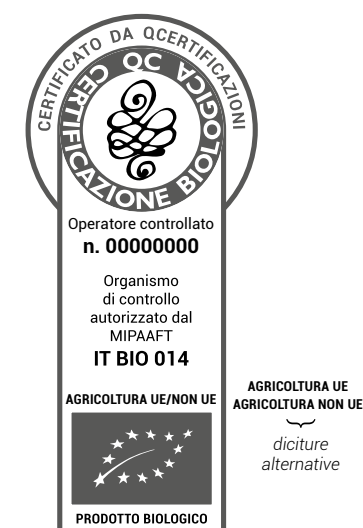 CERTIFICATO DA QCERTIFICAZIONI
QC CERTIFICAZIONE BIOLOGICA
Operatore controllato
n. 00000000
Organismo
di controllo
autorizzato dal
MIPAAFT
IT BIO 014
AGRICOLTURA UE/NON UE
AGRICOLTURA UE
AGRICOLTURA NON UE
diciture
alternative
PRODOTTO BIOLOGICO